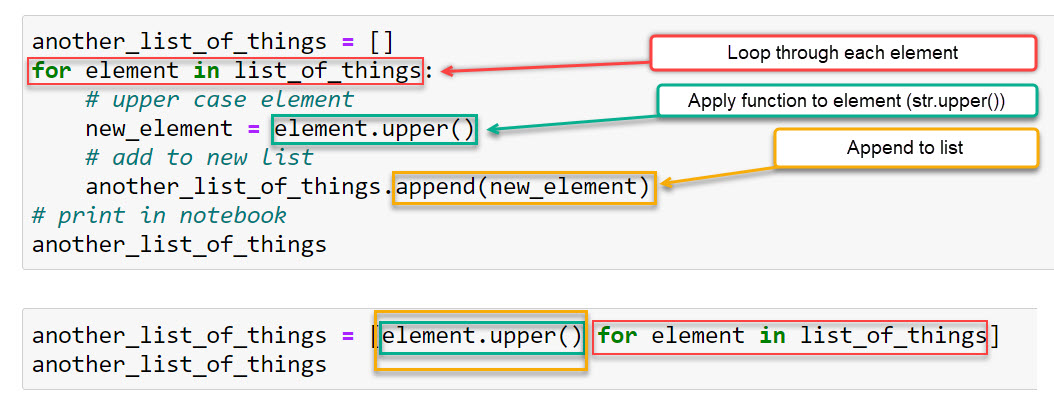 another_list_of_things = []
for element in list_of_things:
    # upper case element
    new_element = element.upper()
    # add to new list
    another_list_of_things.append(new_element)
# print in notebook
another_list_of_things
Loop through each element
Apply function to element (str.upper())
Append to list
another_list_of_things = [element.upper() for element in list_of_things]
another_list_of_things